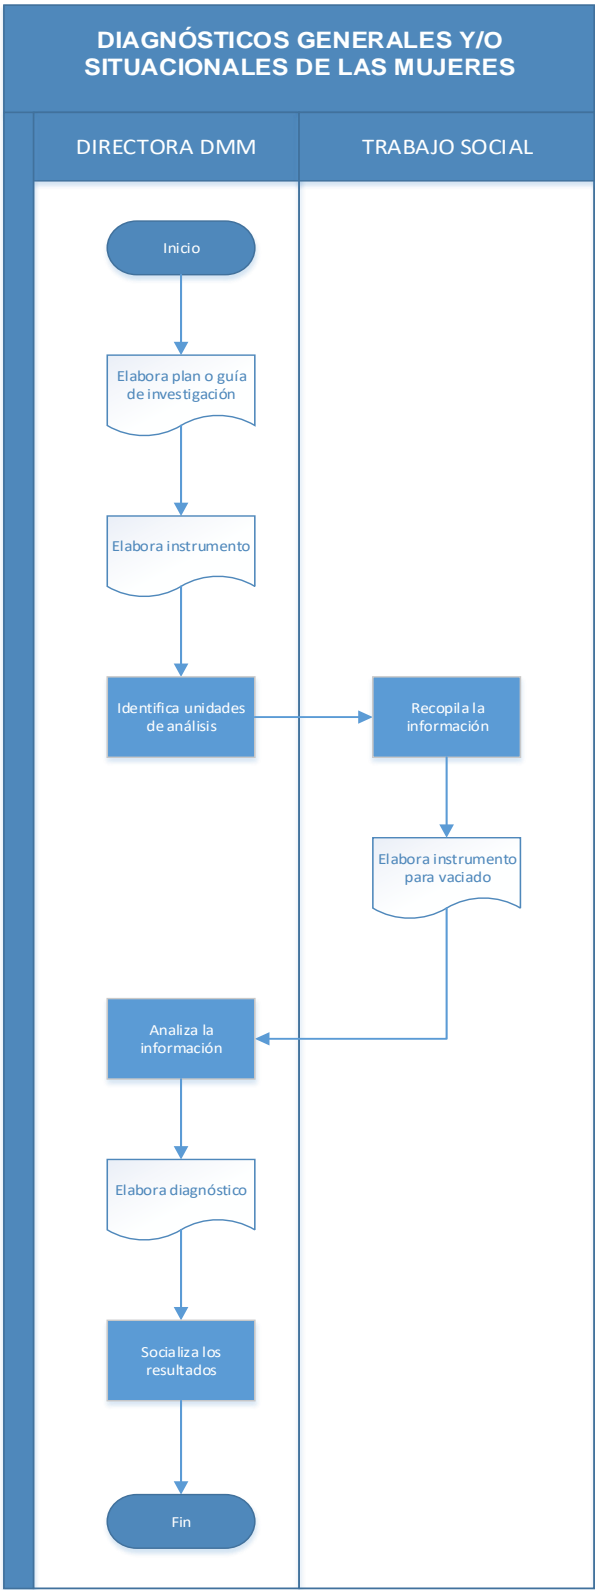 DIAGNÓSTICOS GENERALES Y/O
SITUACIONALES DE LAS MUJERES
DIRECTORA DMM
TRABAJO SOCIAL
Inicio
Elabora plan o guía
de investigación
Elabora instrumento
Identifica unidades
de análisis
Recopila la
información
Elabora instrumento
para vaciado
Analiza la
información
Elabora diagnóstico
Socializa los
resultados
Fin